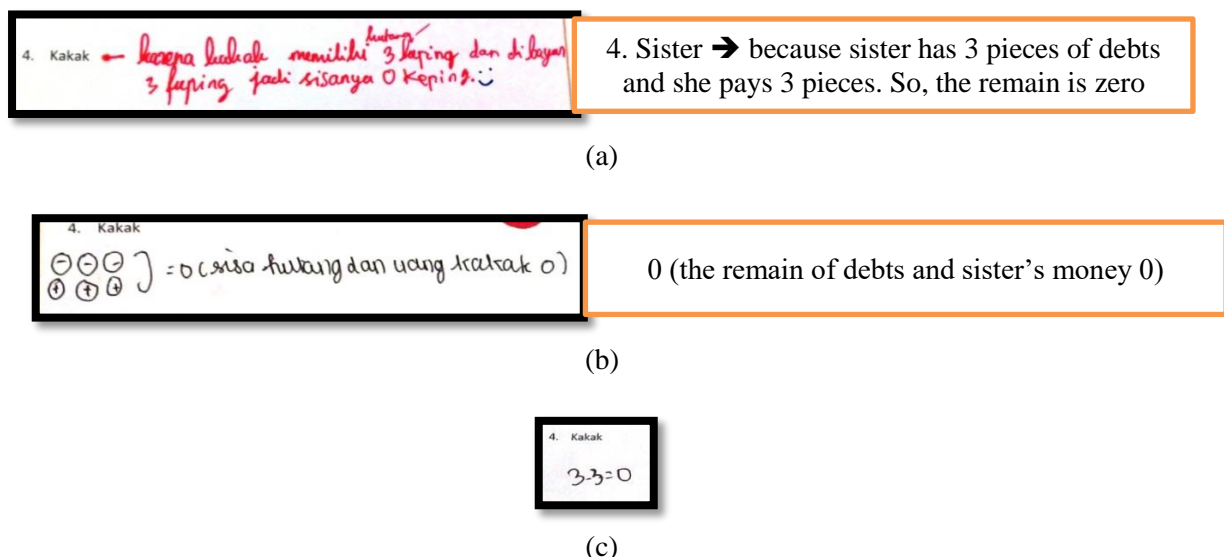 4. Kakak ← karena kakak memiliki hutang 3 keping dan dibayar
3 keping jadi sisanya 0 keping.
4. Sister ➔ because sister has 3 pieces of debts
and she pays 3 pieces. So, the remain is zero
(a)
4. Kakak
⊖⊖⊖
⊕⊕⊕ } = 0 (sisa hutang dan uang kakak 0)
0 (the remain of debts and sister’s money 0)
(b)
4. Kakak
3-3=0
(c)